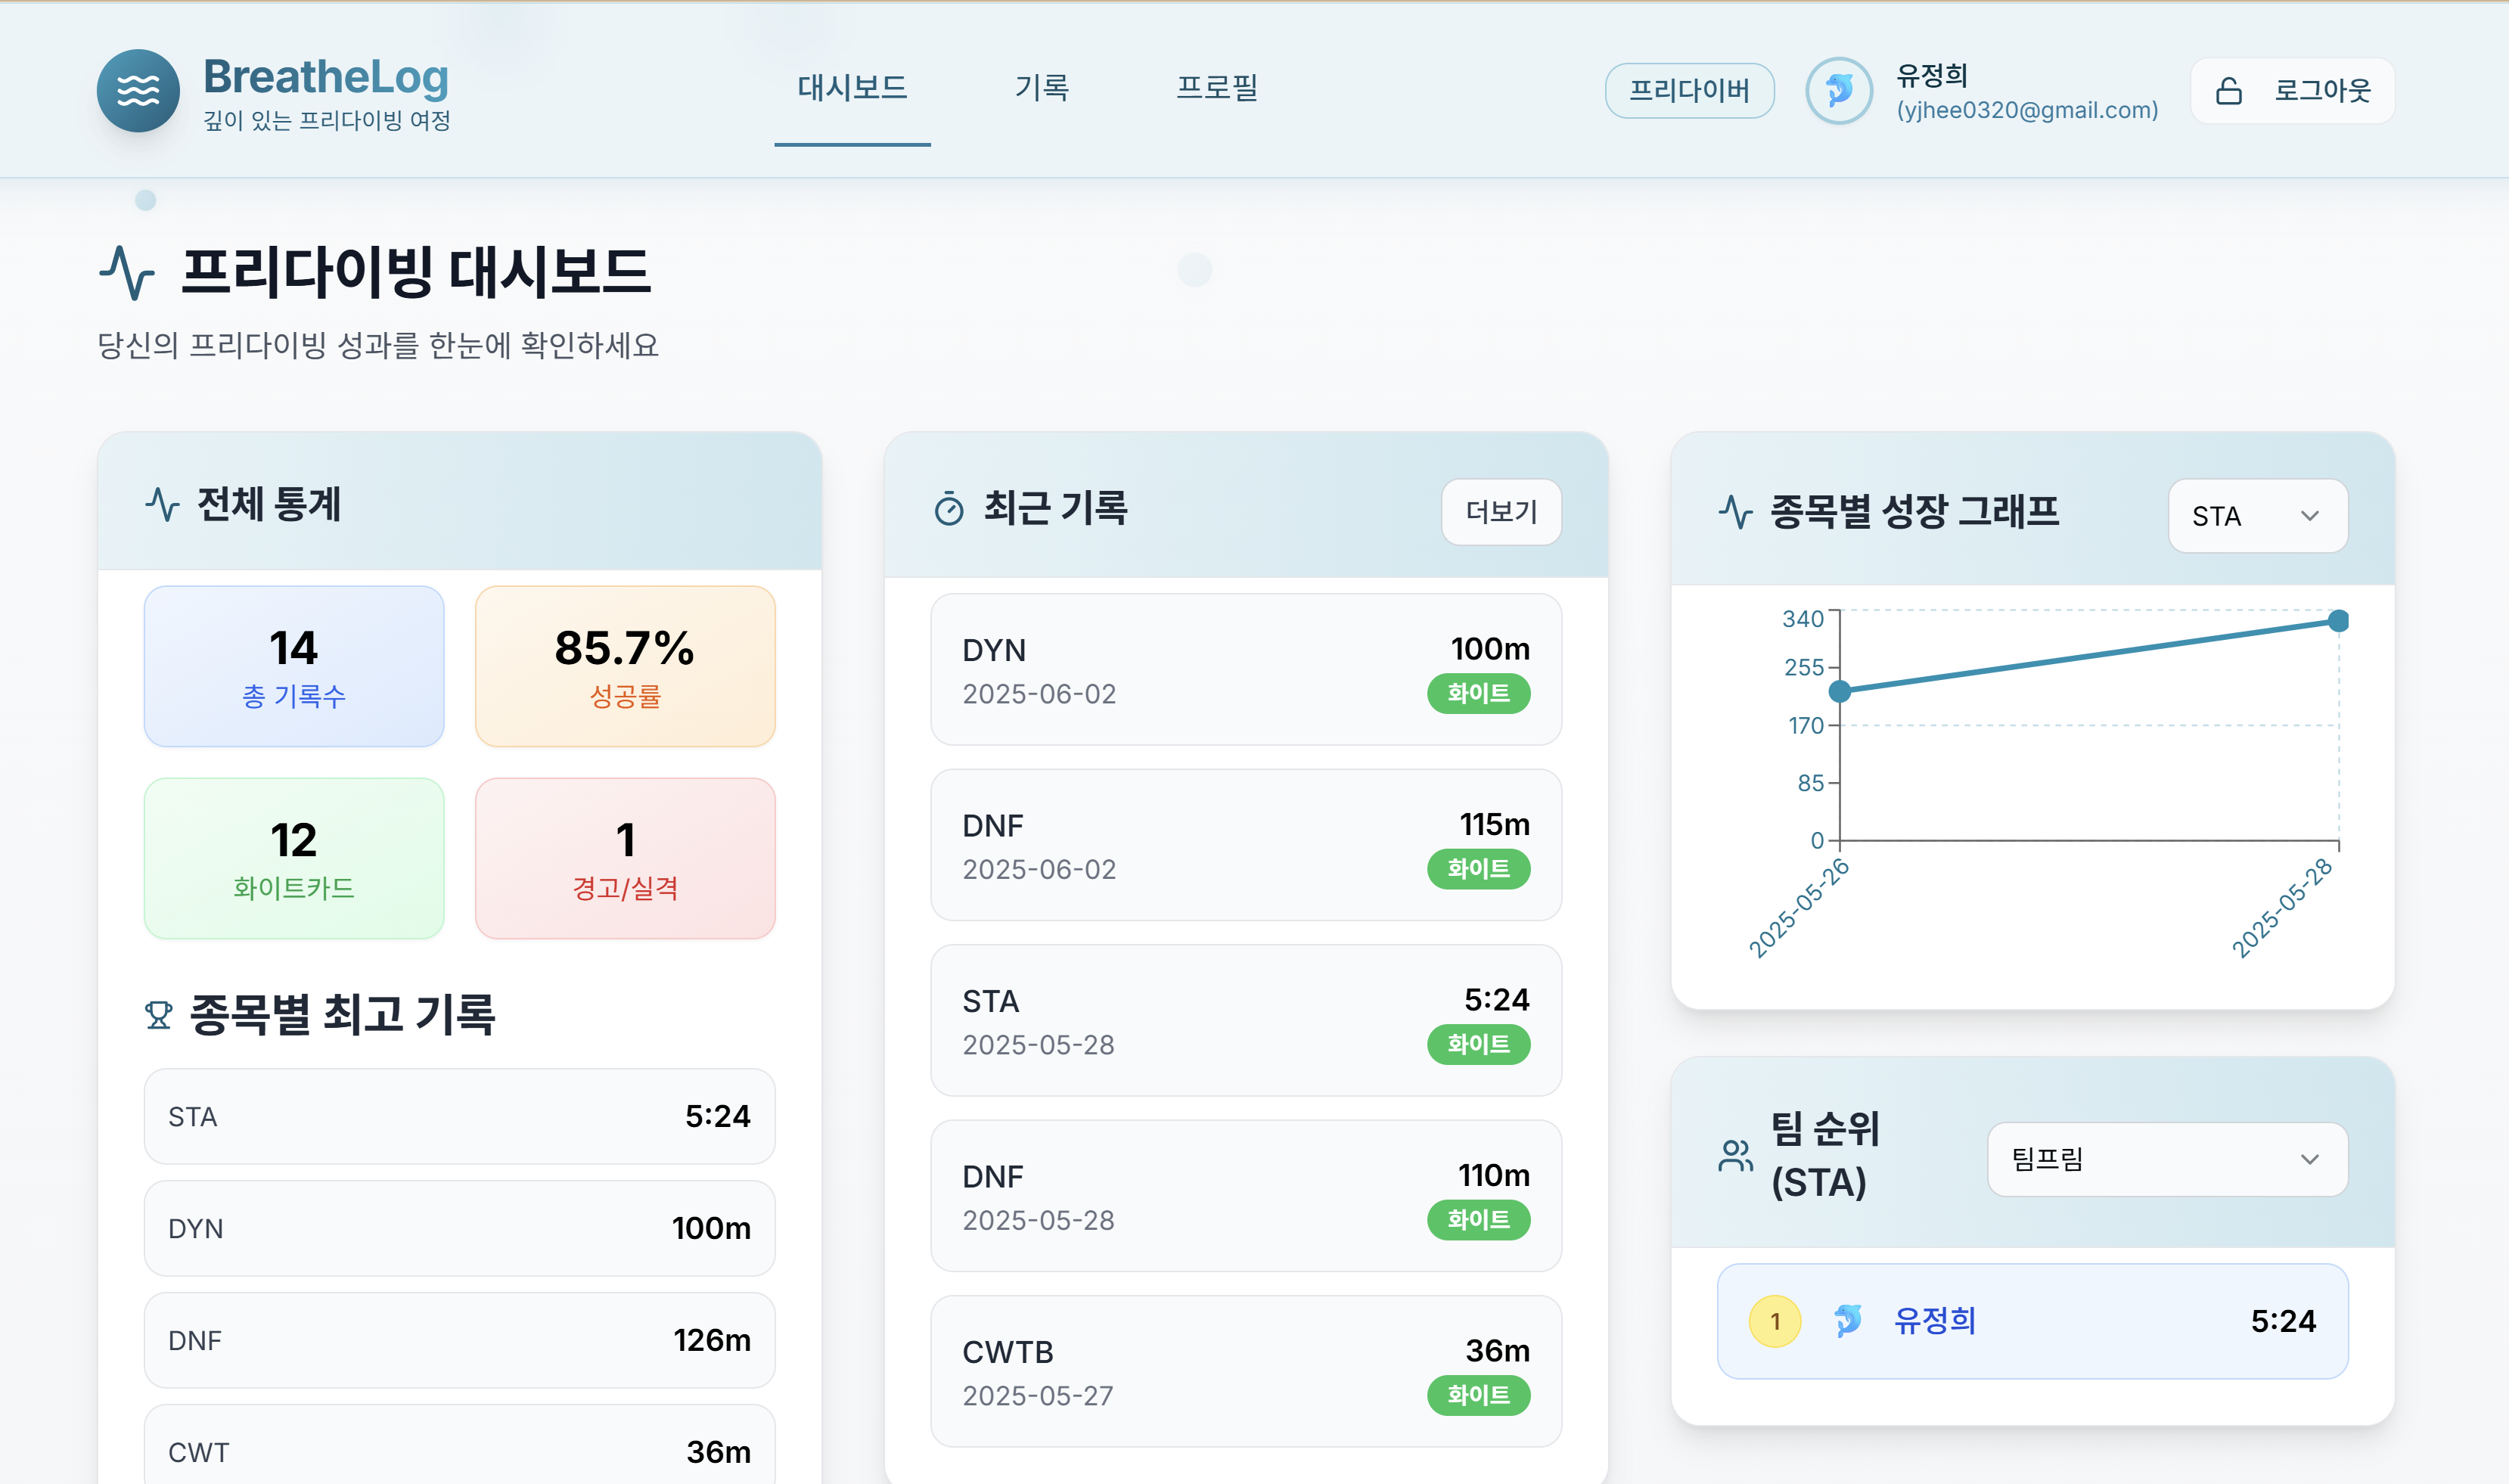 BreatheLog
깊이 있는 프리다이빙 여정
대시보드
기록
프로필
프리다이버
유정희
(yjhee0320@gmail.com)
로그아웃
프리다이빙 대시보드
당신의 프리다이빙 성과를 한눈에 확인하세요
전체 통계
14
총 기록수
85.7%
성공률
12
화이트카드
1
경고/실격
종목별 최고 기록
STA 5:24
DYN 100m
DNF 126m
CWT 36m
최근 기록
더보기
DYN 100m
2025-06-02 화이트
DNF 115m
2025-06-02 화이트
STA 5:24
2025-05-28 화이트
DNF 110m
2025-05-28 화이트
CWTB 36m
2025-05-27 화이트
종목별 성장 그래프
STA
340
255
170
85
0
2025-05-26
2025-05-28
팀 순위
(STA)
팀프림
1 유정희 5:24